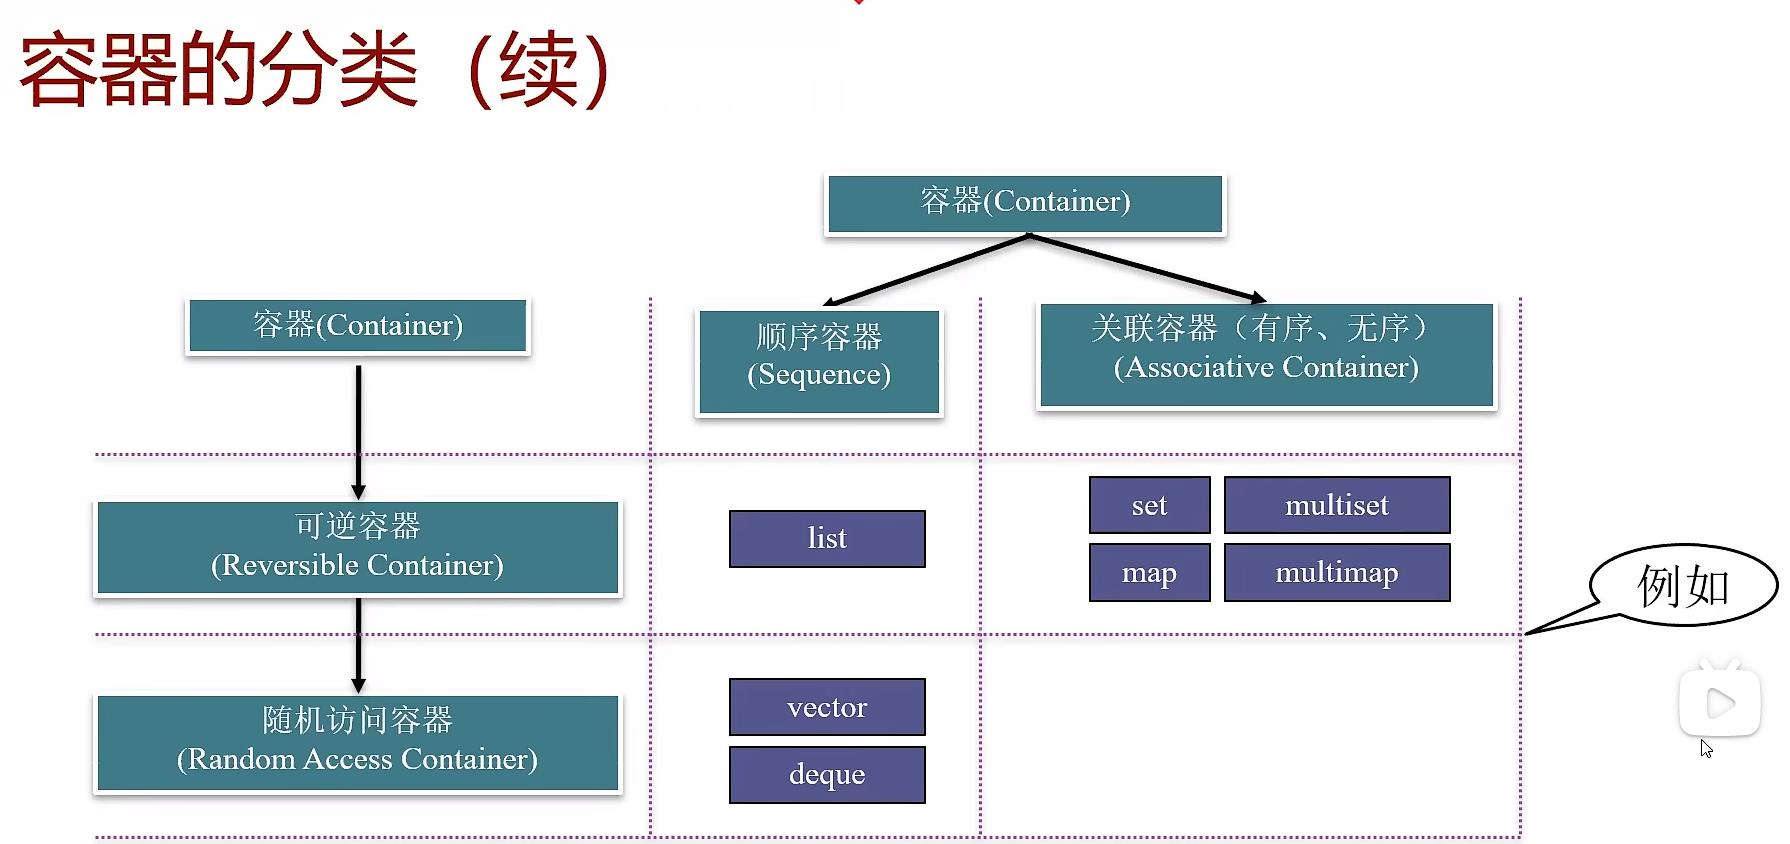 容器的分类（续）
容器(Container)
容器(Container)
顺序容器
(Sequence)
关联容器（有序、无序）
(Associative Container)
可逆容器
(Reversible Container)
list
set
multiset
map
multimap
例如
随机访问容器
(Random Access Container)
vector
deque